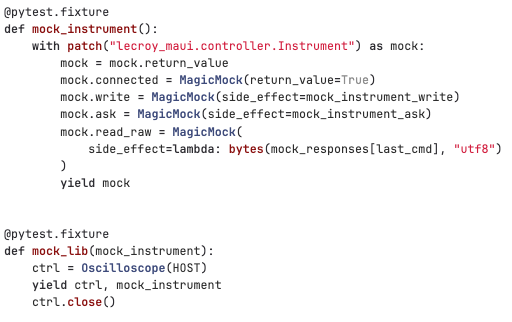 @pytest.fixture
def mock_instrument():
    with patch("lecroy_maui.controller.Instrument") as mock:
        mock = mock.return_value
        mock.connected = MagicMock(return_value=True)
        mock.write = MagicMock(side_effect=mock_instrument_write)
        mock.ask = MagicMock(side_effect=mock_instrument_ask)
        mock.read_raw = MagicMock(
            side_effect=lambda: bytes(mock_responses[last_cmd], "utf8")
        )
        yield mock
@pytest.fixture
def mock_lib(mock_instrument):
    ctrl = Oscilloscope(HOST)
    yield ctrl, mock_instrument
    ctrl.close()